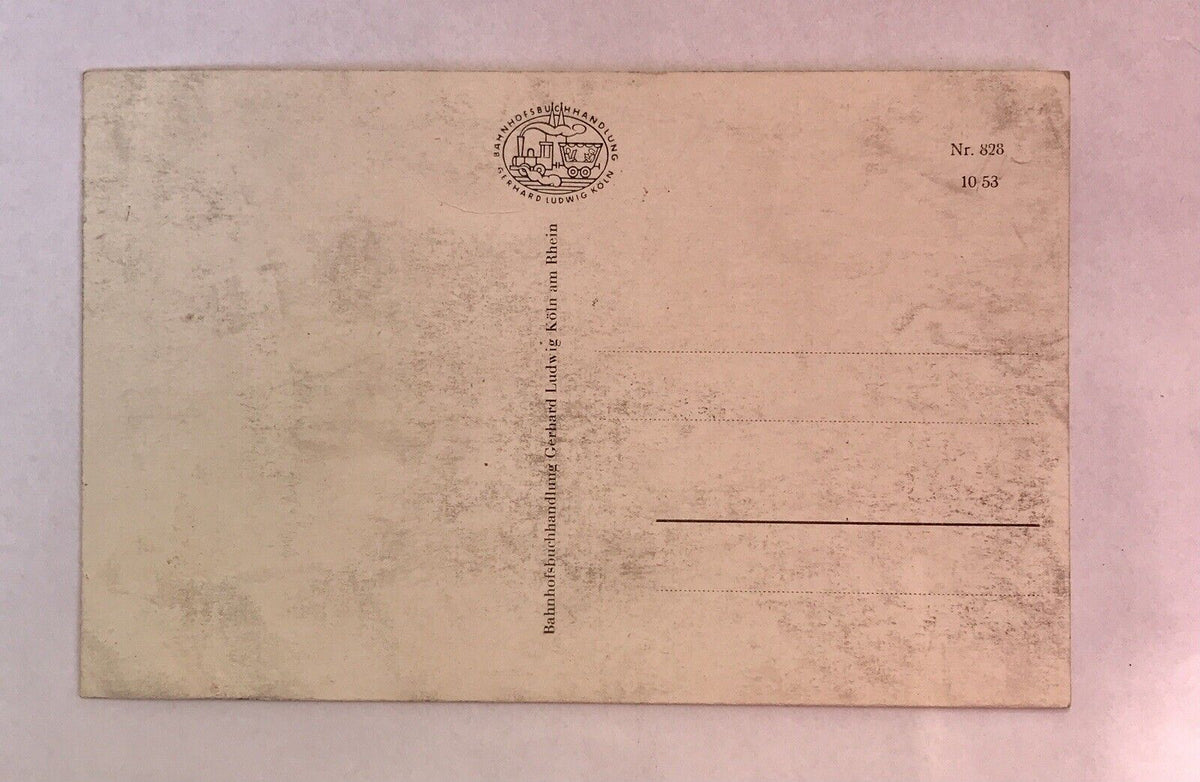 BAHNHOFSBUCHHANDLUNG
GERHARD LUDWIG KÖLN
Nr. 828
10 53
Bahnhofsbuchhandlung Gerhard Ludwig Köln am Rhein